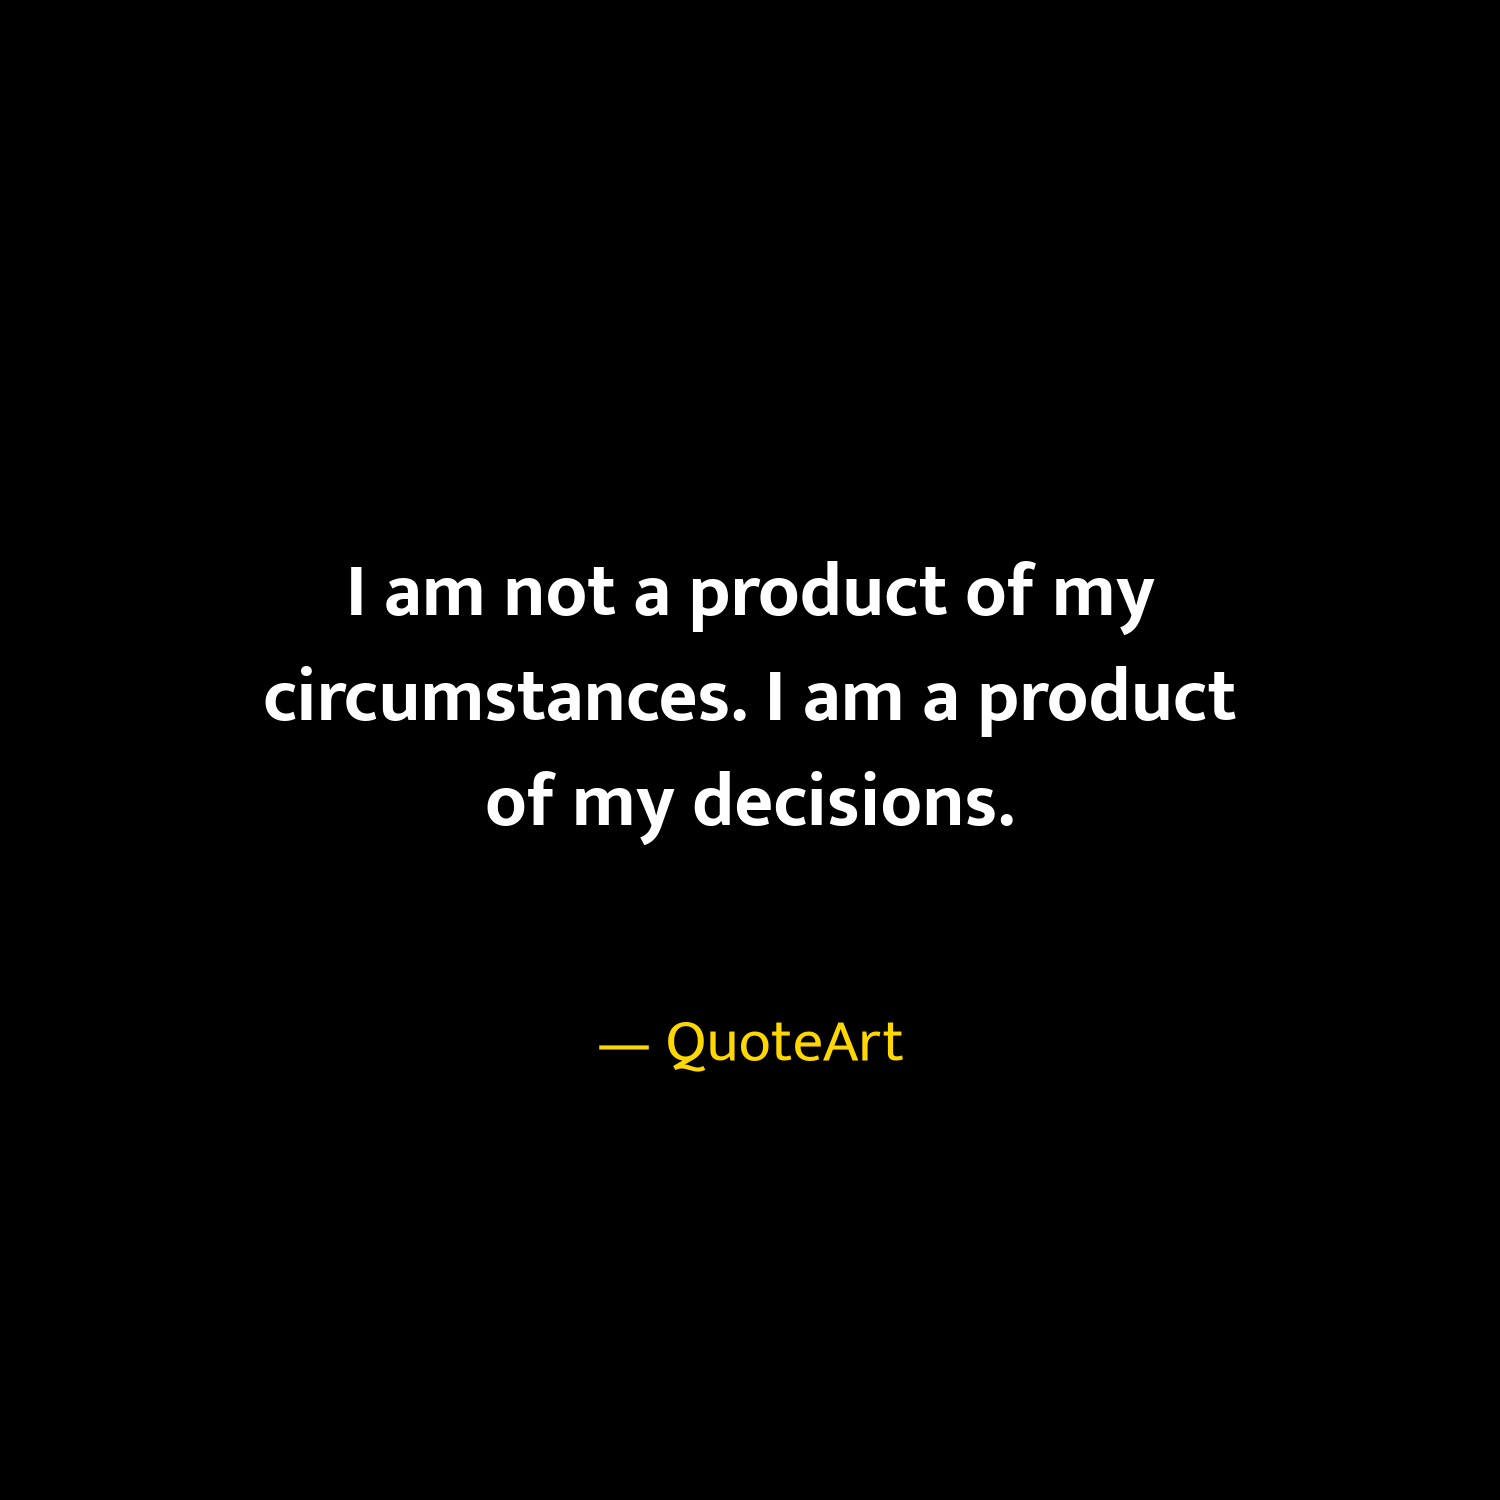 I am not a product of my
circumstances. I am a product
of my decisions.
— QuoteArt